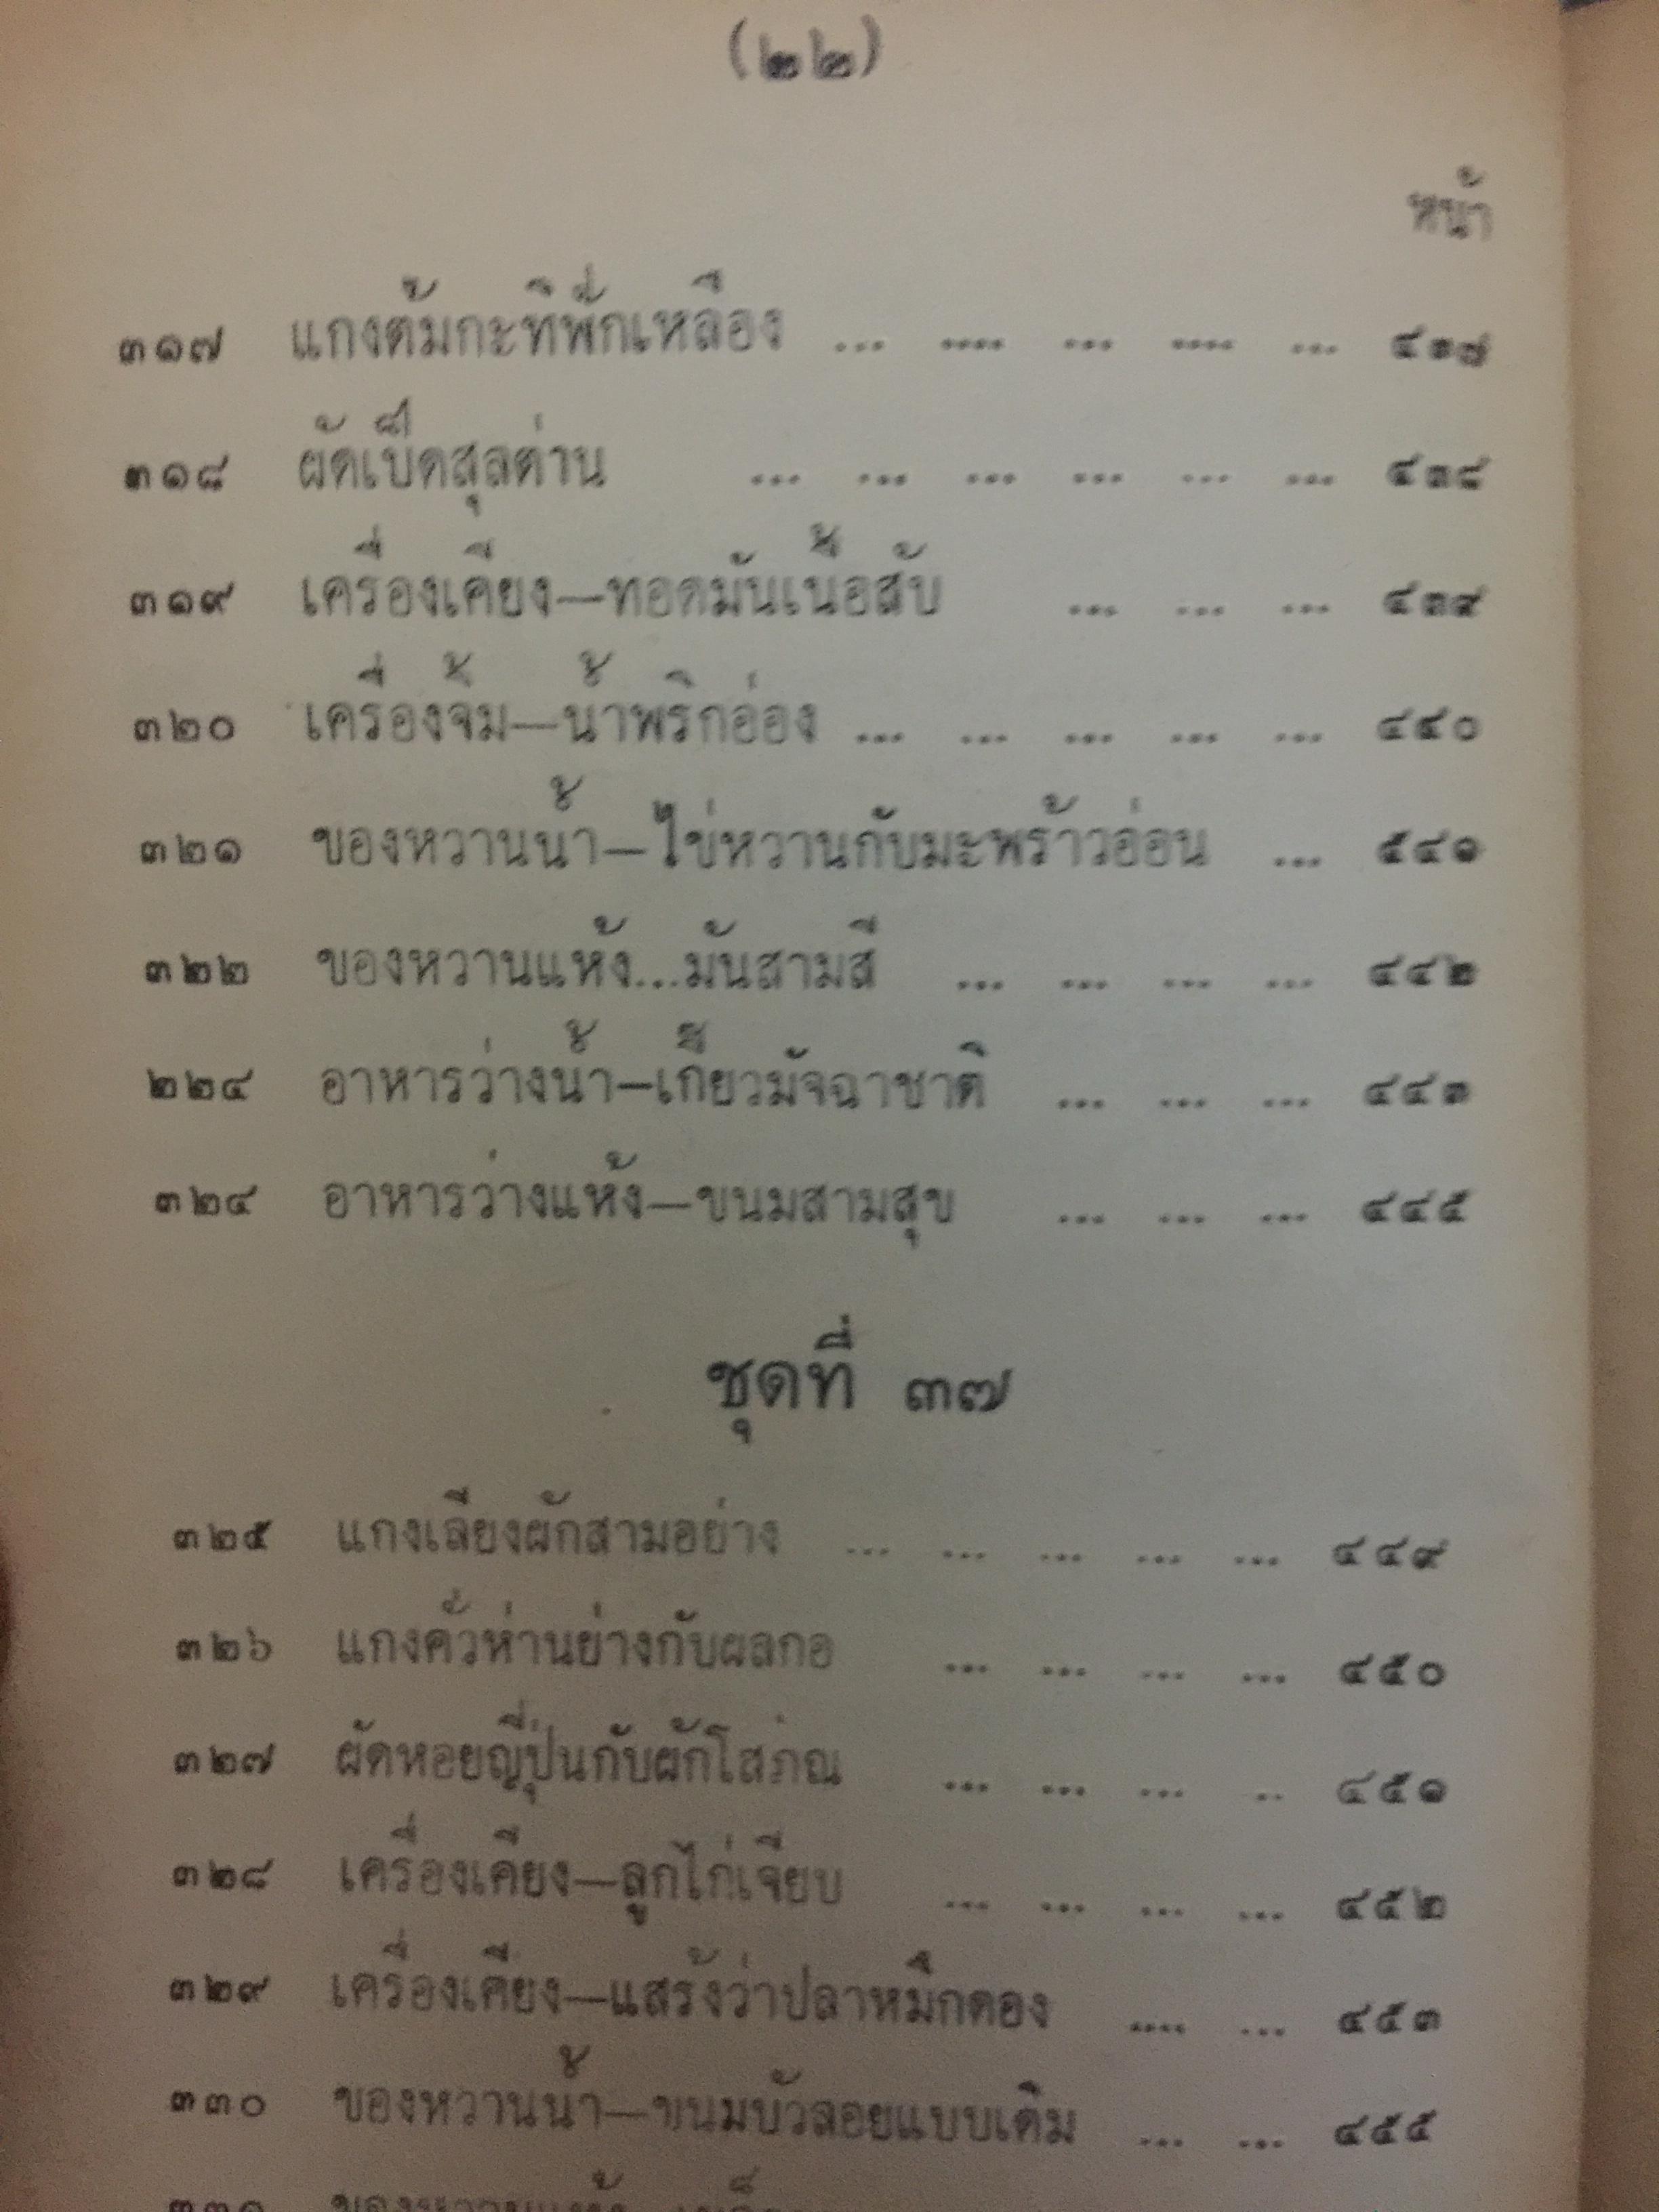 (๒๒)
หน้า
๓๑๗ แกงต้มกะทิฟักเหลือง ... .... ... .... ... ๔๓๗
๓๑๘ ผัดเป็ดสุลต่าน ... ... ... ... ... ... ๔๓๘
๓๑๙ เครื่องเคียง—ทอดมันเนื้อสับ ... ... ... ๔๓๙
๓๒๐ เครื่องจิ้ม—น้ำพริกอ่อง ... ... ... ... ... ๔๔๐
๓๒๑ ของหวานน้ำ—ไข่หวานกับมะพร้าวอ่อน ... ๕๔๑
๓๒๒ ของหวานแห้ง...มันสามสี ... ... ... ... ๔๔๒
๒๒๔ อาหารว่างน้ำ—เกี๊ยวมัจฉาชาติ ... ... ... ๔๔๓
๓๒๔ อาหารว่างแห้ง—ขนมสามสุข ... ... ... ๔๔๕
ชุดที่ ๓๗
๓๒๕ แกงเลียงผักสามอย่าง ... ... ... ... ... ๔๔๙
๓๒๖ แกงคั่วห่านย่างกับผลกอ ... ... ... ... ๔๕๐
๓๒๗ ผัดหอยญี่ปุ่นกับผักโสภณ ... ... ... .. ๔๕๑
๓๒๘ เครื่องเคียง—ลูกไก่เจียบ ... ... ... ... ๔๕๒
๓๒๙ เครื่องเคียง—แสร้งว่าปลาหมึกดอง .... ... ๔๕๓
๓๓๐ ของหวานน้ำ—ขนมบัวลอยแบบเดิม ... ... ๔๕๕